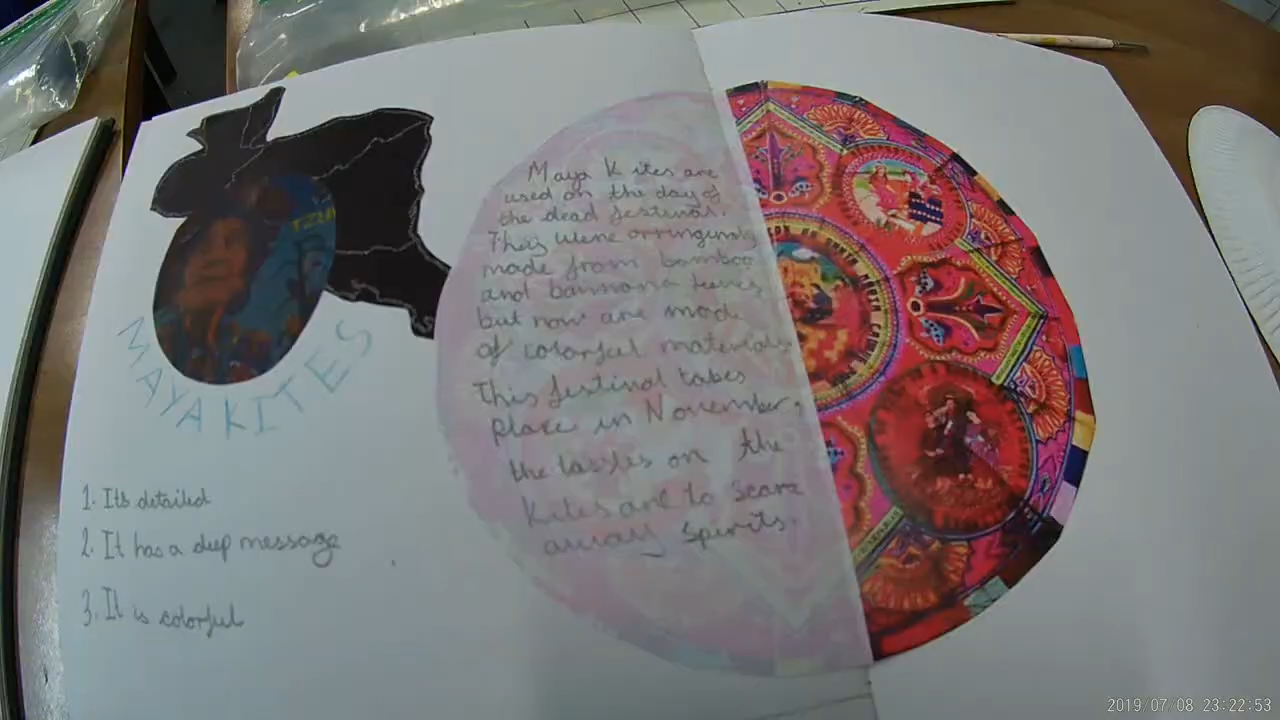 MAYA KITES
1. Its detailed
2. It has a deep message
3. It is colorful
Maya Kites are
used on the day of
the dead festival.
They were orringinaly
made from bamboo
and bannana leaves
but now are made
of colorful materials
This festival takes
place in November.
the tassles on the
kites are to scare
away spirits.
2019/07/08 23:22:53